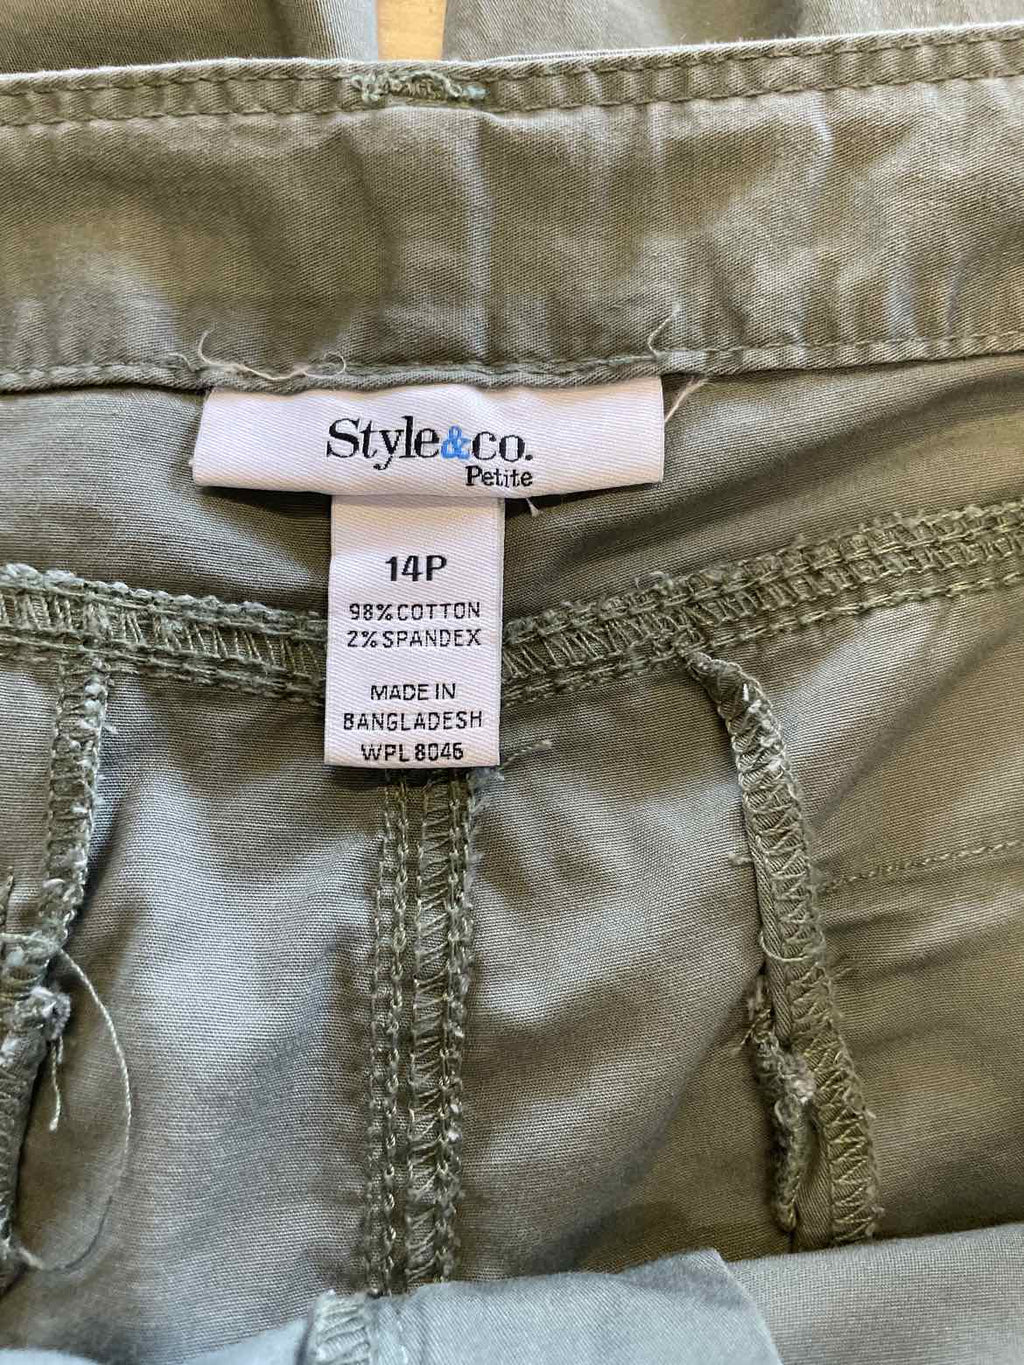 Style&co.
Petite
14P
98% COTTON
2% SPANDEX
MADE IN
BANGLADESH
WPL 8046